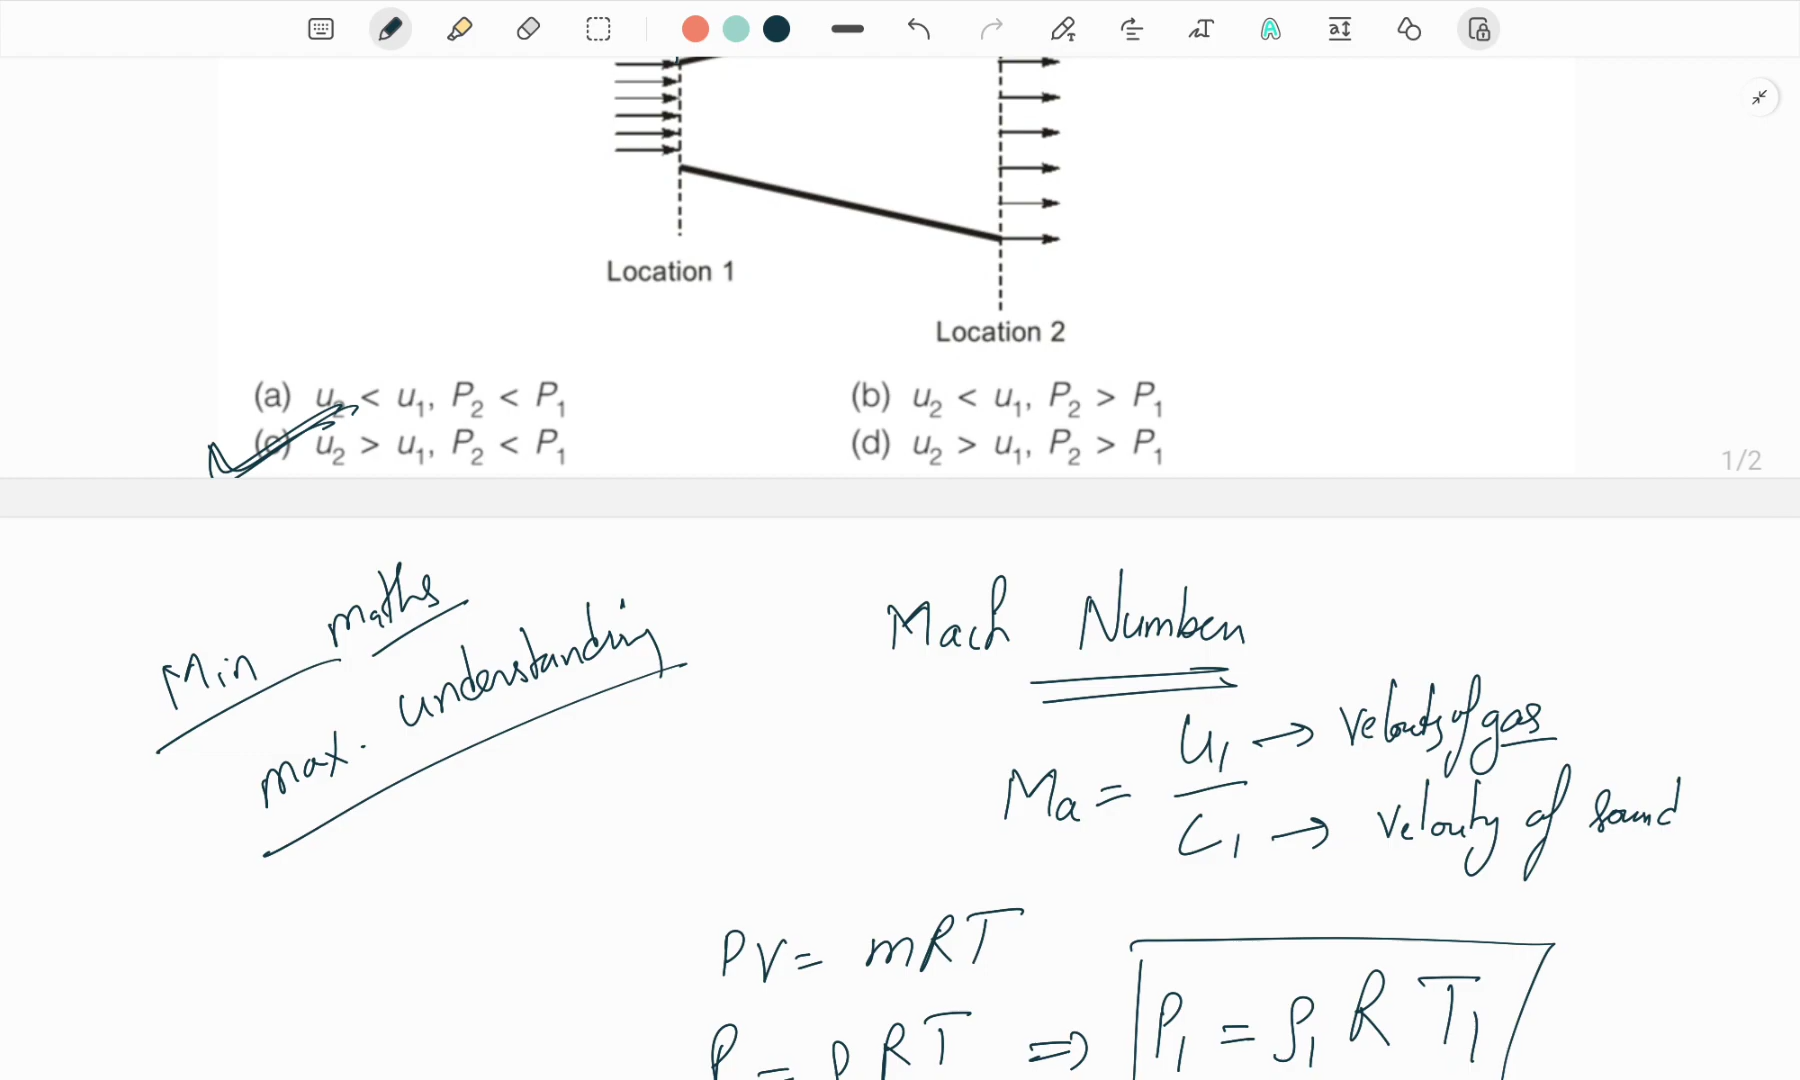 Location 1
Location 2
(a) u₂ < u₁, P₂ < P₁
(b) u₂ < u₁, P₂ > P₁
(c) u₂ > u₁, P₂ < P₁
(d) u₂ > u₁, P₂ > P₁
1/2
Min maths
max. understanding
Mach Number
Ma = U₁ → velocity of gas
C₁ → velocity of sound
PV = mRT
P = ρRT ⇒ P₁ = ρ₁ R T₁